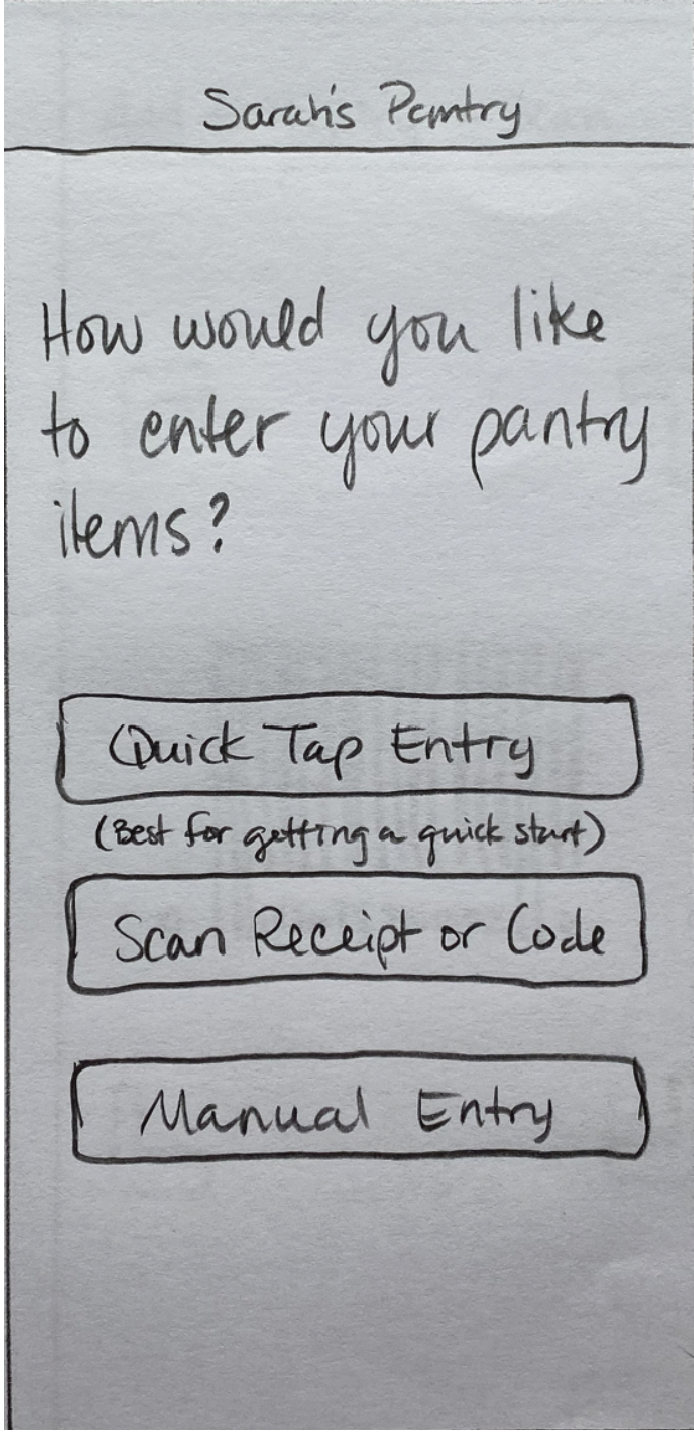 Sarah's Pantry
How would you like
to enter your pantry
items?
Quick Tap Entry
(Best for getting a quick start)
Scan Receipt or Code
Manual Entry